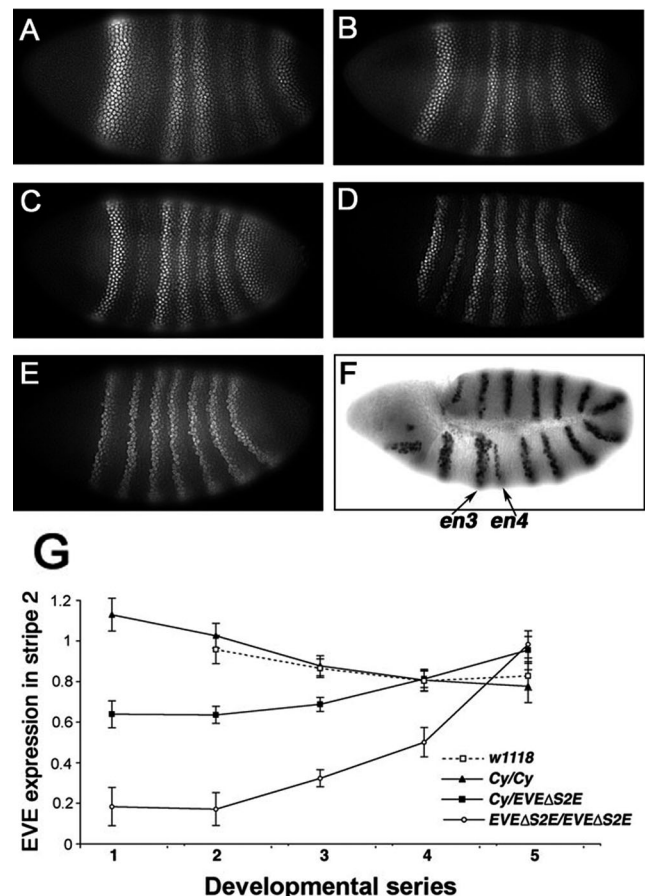 A
B
C
D
E
F
en3
en4
G
EVE expression in stripe 2
1.2
1
0.8
0.6
0.4
0.2
0
1
2
3
4
5
w1118
Cy/Cy
Cy/EVEΔS2E
EVEΔS2E/EVEΔS2E
Developmental series